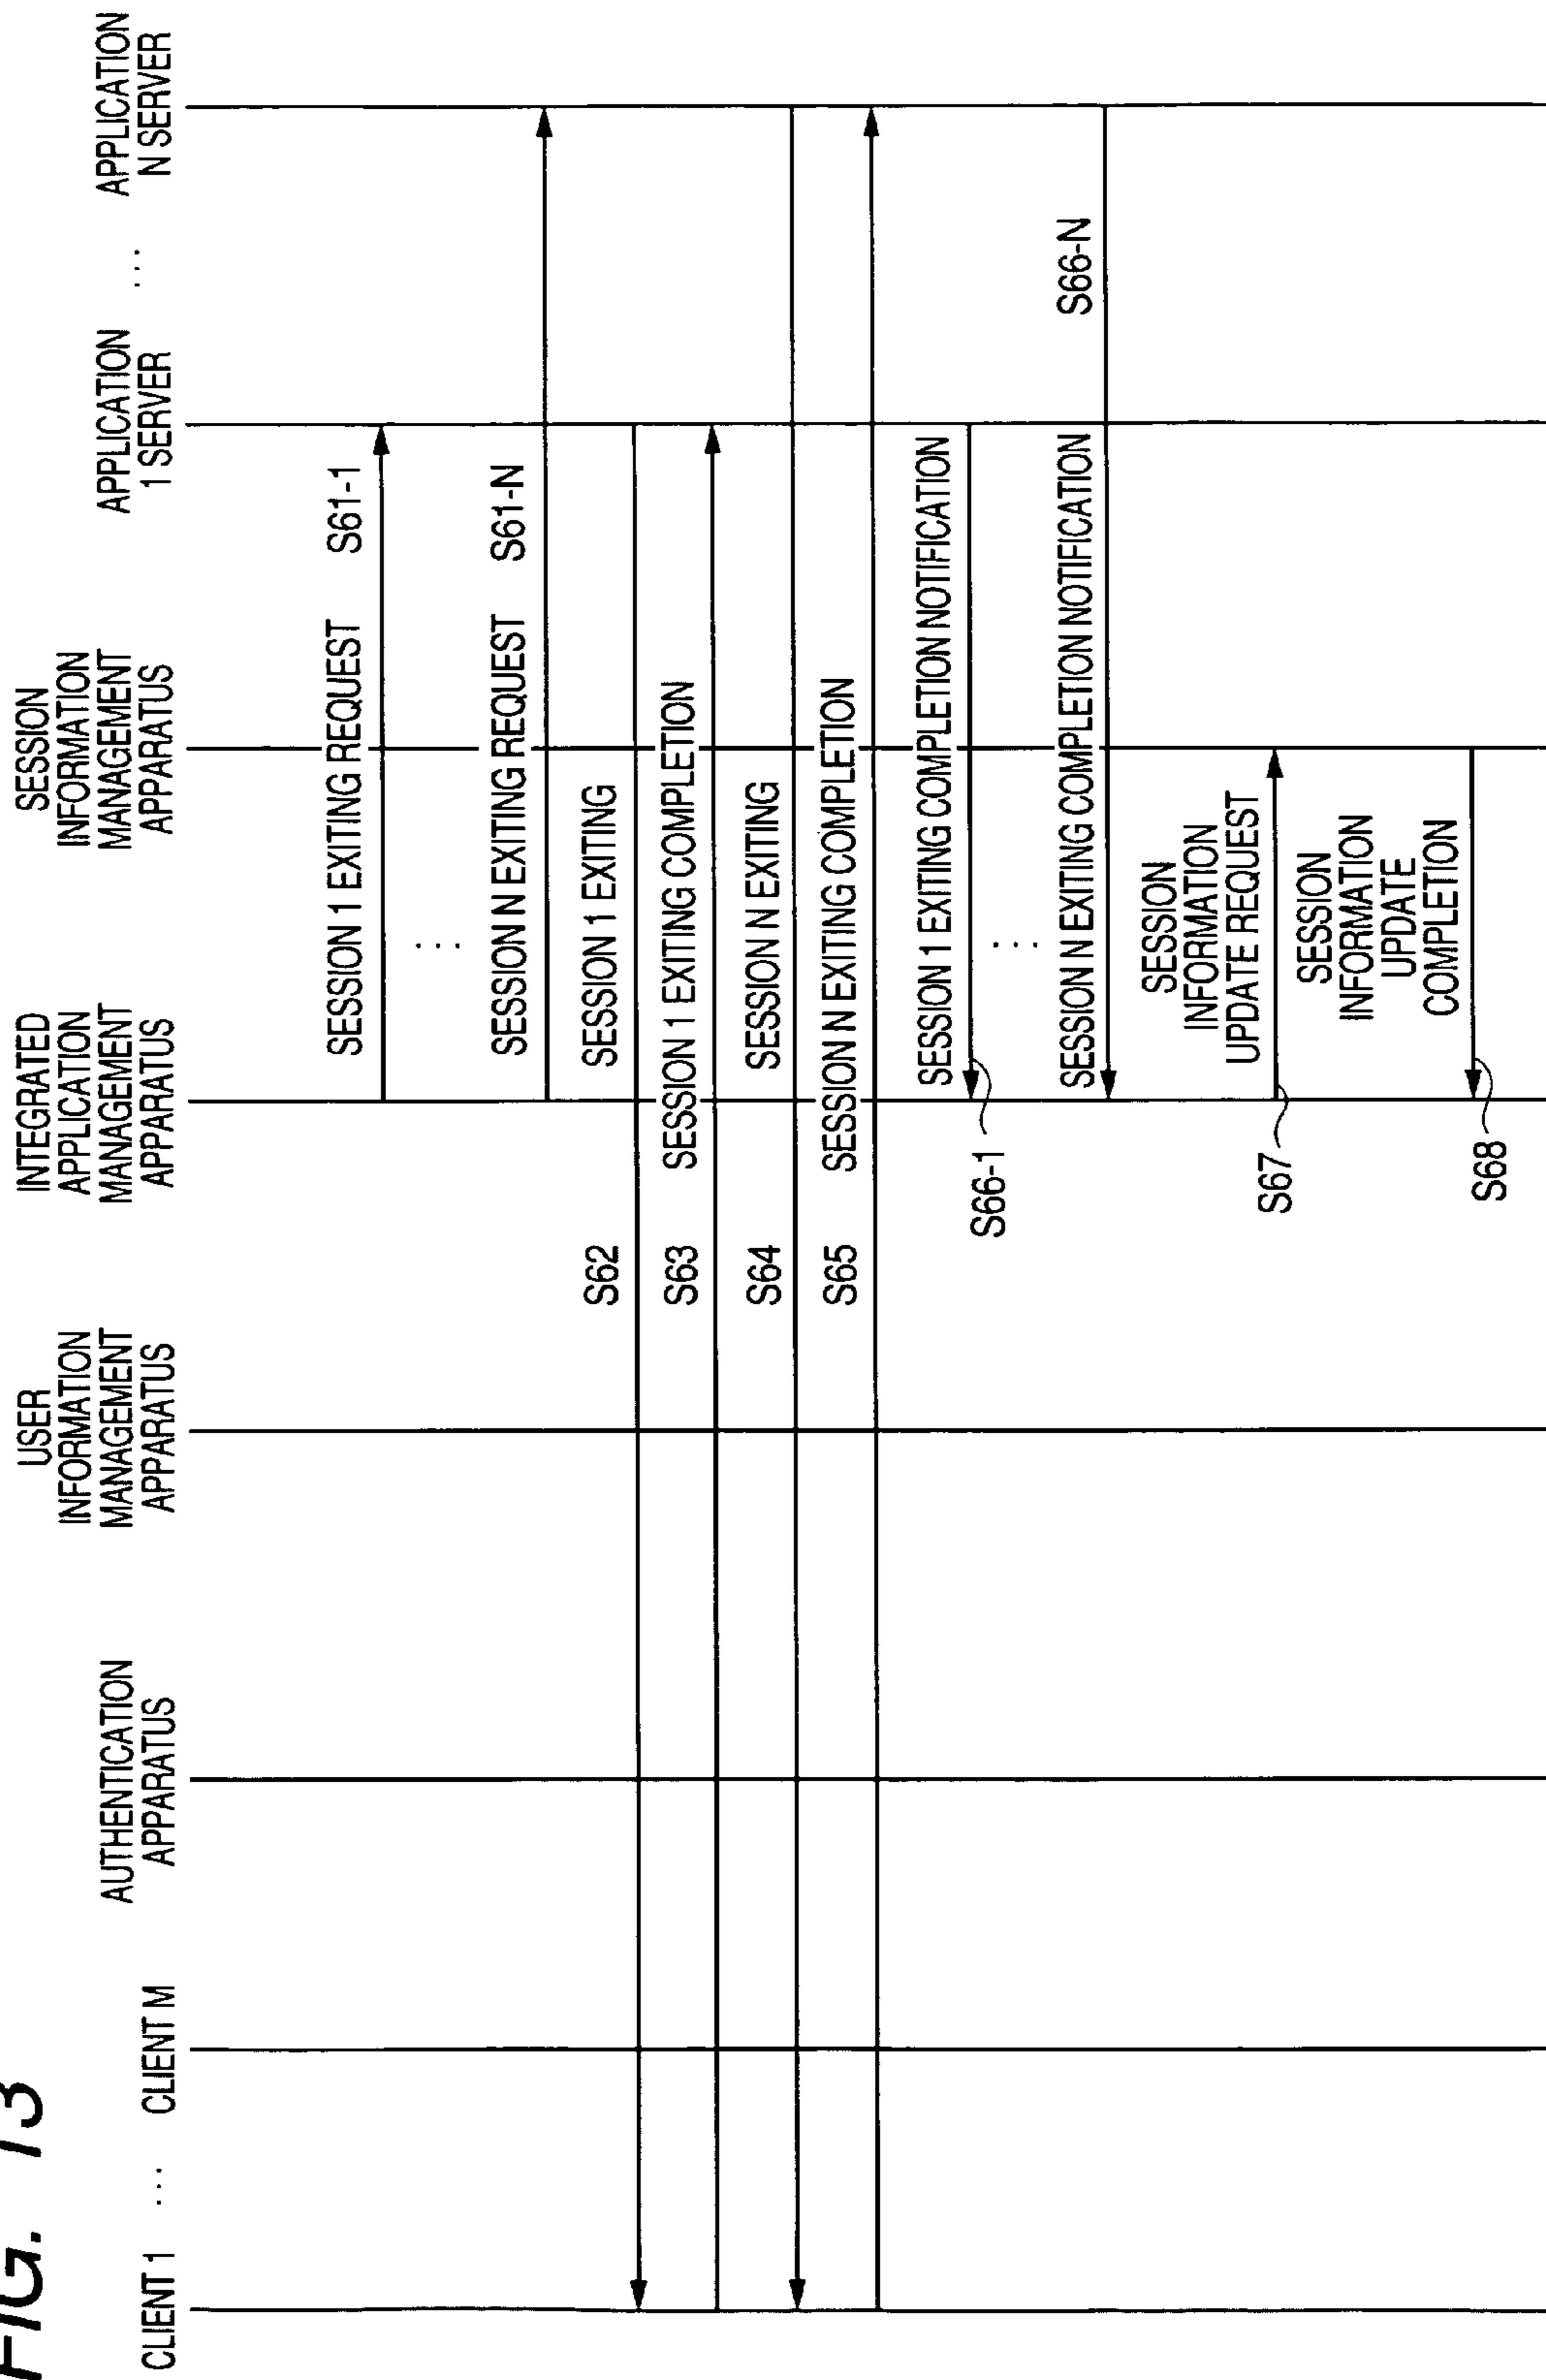 FIG. 13
CLIENT 1
...
CLIENT M
AUTHENTICATION
APPARATUS
USER
INFORMATION
MANAGEMENT
APPARATUS
INTEGRATED
APPLICATION
MANAGEMENT
APPARATUS
SESSION
INFORMATION
MANAGEMENT
APPARATUS
APPLICATION
1 SERVER
...
APPLICATION
N SERVER
SESSION 1 EXITING REQUEST S61-1
...
SESSION N EXITING REQUEST S61-N
S62 SESSION 1 EXITING
S63 SESSION 1 EXITING COMPLETION
S64 SESSION N EXITING
S65 SESSION N EXITING COMPLETION
SESSION 1 EXITING COMPLETION NOTIFICATION
S66-1
...
SESSION N EXITING COMPLETION NOTIFICATION S66-N
SESSION
INFORMATION
UPDATE REQUEST
S67
SESSION
INFORMATION
UPDATE
COMPLETION
S68